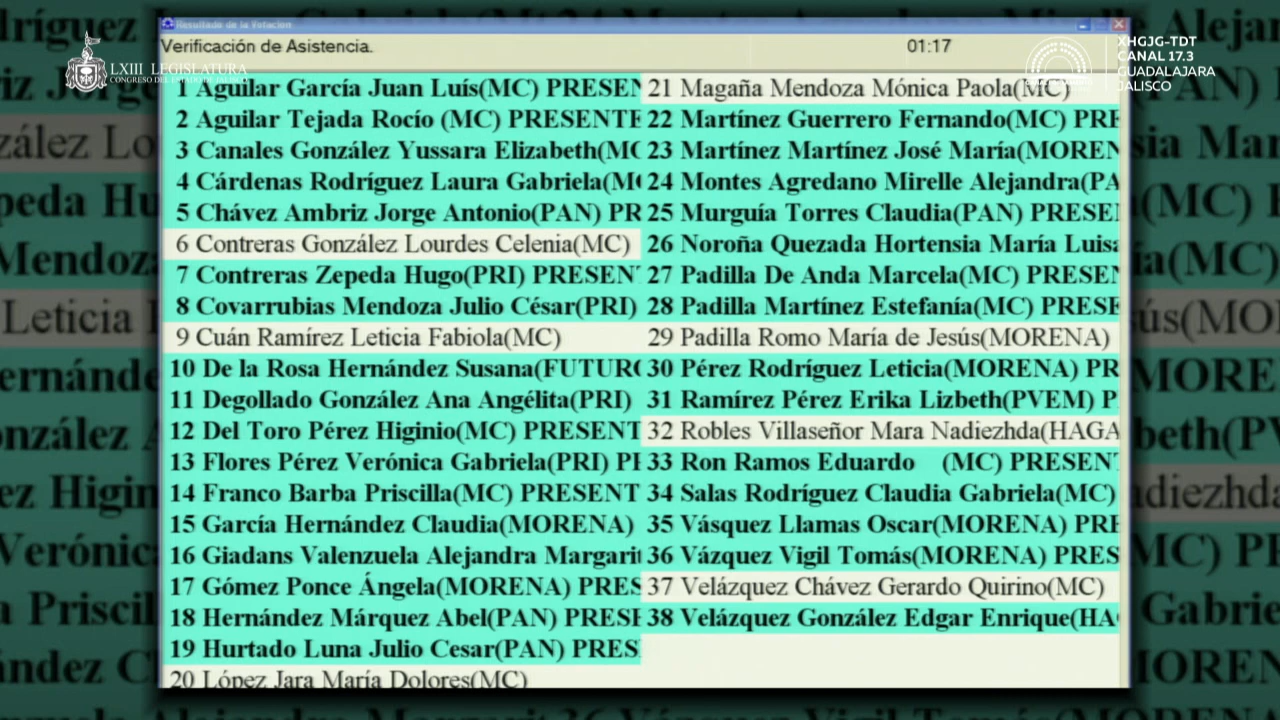 Resultado de la Votacion
Verificación de Asistencia.
01:17
LXIII LEGISLATURA
CONGRESO DEL ESTADO DE JALISCO
XHGJG-TDT
CANAL 17.3
GUADALAJARA
JALISCO
1 Aguilar García Juan Luís(MC) PRESEN
2 Aguilar Tejada Rocío (MC) PRESENTE
3 Canales González Yussara Elizabeth(MC
4 Cárdenas Rodríguez Laura Gabriela(M
5 Chávez Ambriz Jorge Antonio(PAN) PR
6 Contreras González Lourdes Celenia(MC)
7 Contreras Zepeda Hugo(PRI) PRESENT
8 Covarrubias Mendoza Julio César(PRI)
9 Cuán Ramírez Leticia Fabiola(MC)
10 De la Rosa Hernández Susana(FUTURO
11 Degollado González Ana Angélita(PRI)
12 Del Toro Pérez Higinio(MC) PRESENT
13 Flores Pérez Verónica Gabriela(PRI) PI
14 Franco Barba Priscilla(MC) PRESENT
15 García Hernández Claudia(MORENA)
16 Giadans Valenzuela Alejandra Margarit
17 Gómez Ponce Ángela(MORENA) PRES
18 Hernández Márquez Abel(PAN) PRESE
19 Hurtado Luna Julio Cesar(PAN) PRES
20 López Jara María Dolores(MC)
21 Magaña Mendoza Mónica Paola(MC)
22 Martínez Guerrero Fernando(MC) PRE
23 Martínez Martínez José María(MOREN
24 Montes Agredano Mirelle Alejandra(PA
25 Murguía Torres Claudia(PAN) PRESE
26 Noroña Quezada Hortensia María Luisa
27 Padilla De Anda Marcela(MC) PRESEN
28 Padilla Martínez Estefanía(MC) PRESE
29 Padilla Romo María de Jesús(MORENA)
30 Pérez Rodríguez Leticia(MORENA) PR
31 Ramírez Pérez Erika Lizbeth(PVEM) P
32 Robles Villaseñor Mara Nadiezhda(HAGA
33 Ron Ramos Eduardo (MC) PRESENT
34 Salas Rodríguez Claudia Gabriela(MC)
35 Vásquez Llamas Oscar(MORENA) PRE
36 Vázquez Vigil Tomás(MORENA) PRES
37 Velázquez Chávez Gerardo Quirino(MC)
38 Velázquez González Edgar Enrique(HA